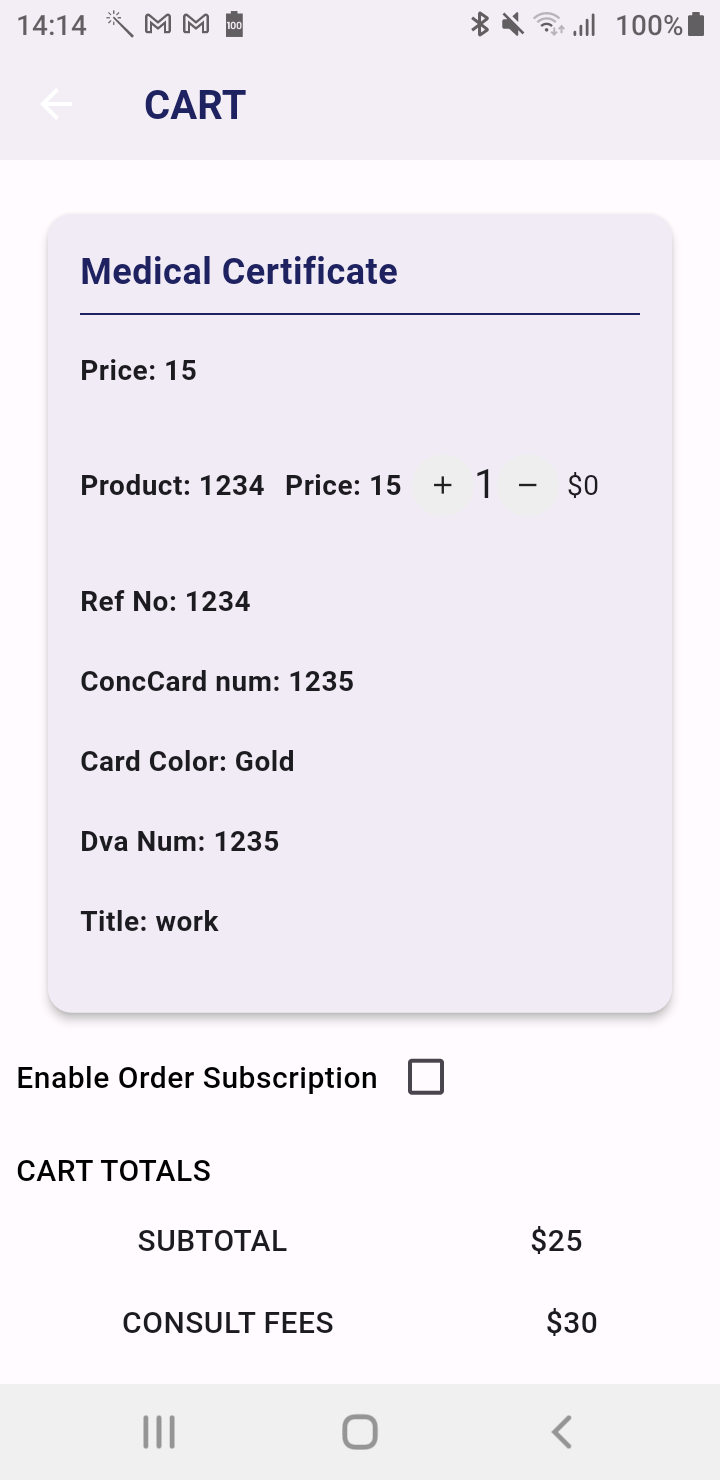 14:14 100 100%
CART
Medical Certificate
Price: 15
Product: 1234 Price: 15 + 1 − $0
Ref No: 1234
ConcCard num: 1235
Card Color: Gold
Dva Num: 1235
Title: work
Enable Order Subscription
CART TOTALS
SUBTOTAL $25
CONSULT FEES $30